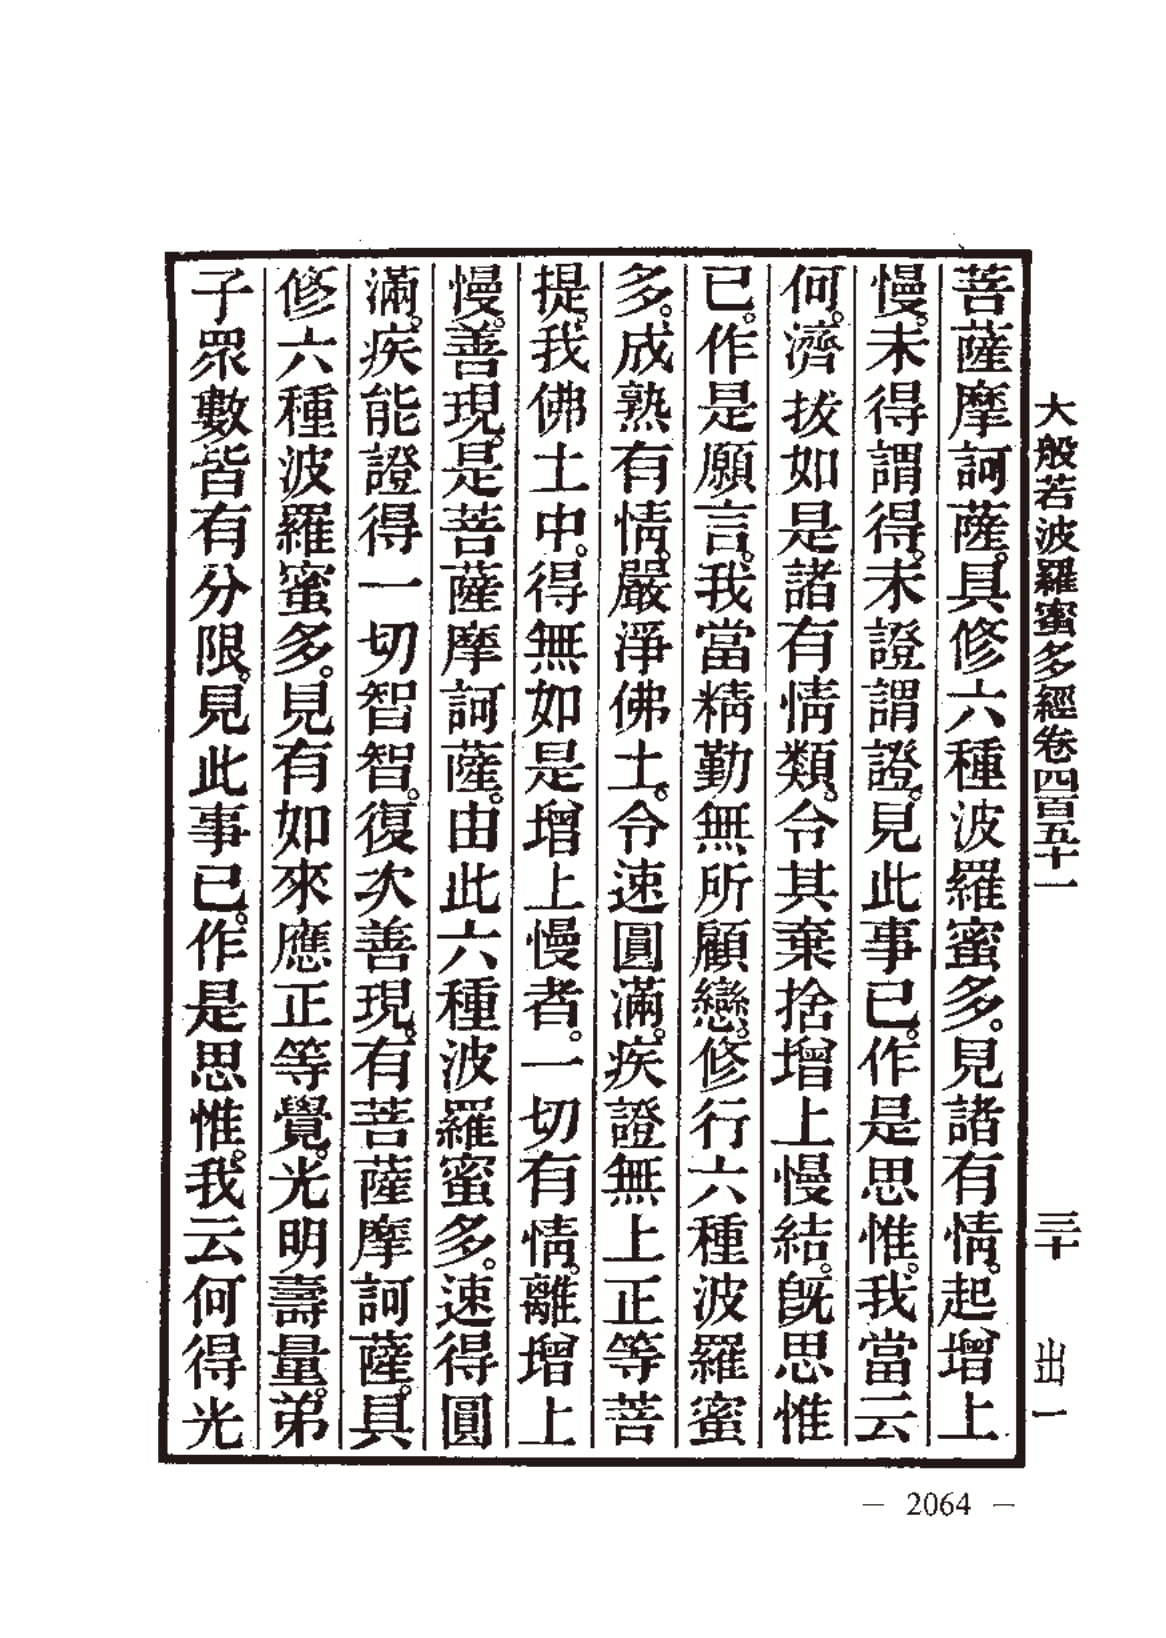 大般若波羅蜜多經卷四百五十一 三十 出一
菩薩摩訶薩。具修六種波羅蜜多。見諸有情。起增上
慢。未得謂得。未證謂證。見此事已。作是思惟。我當云
何。濟拔如是諸有情類。令其棄捨增上慢結。既思惟
已。作是願言。我當精勤無所顧戀。修行六種波羅蜜
多。成熟有情。嚴淨佛土。令速圓滿。疾證無上正等菩
提。我佛土中。得無如是增上慢者。一切有情。離增上
慢。善現。是菩薩摩訶薩。由此六種波羅蜜多。速得圓
滿。疾能證得一切智智。復次善現。有菩薩摩訶薩。具
修六種波羅蜜多。見有如來應正等覺。光明壽量。弟
子眾數皆有分限。見此事已。作是思惟。我云何得光
— 2064 —